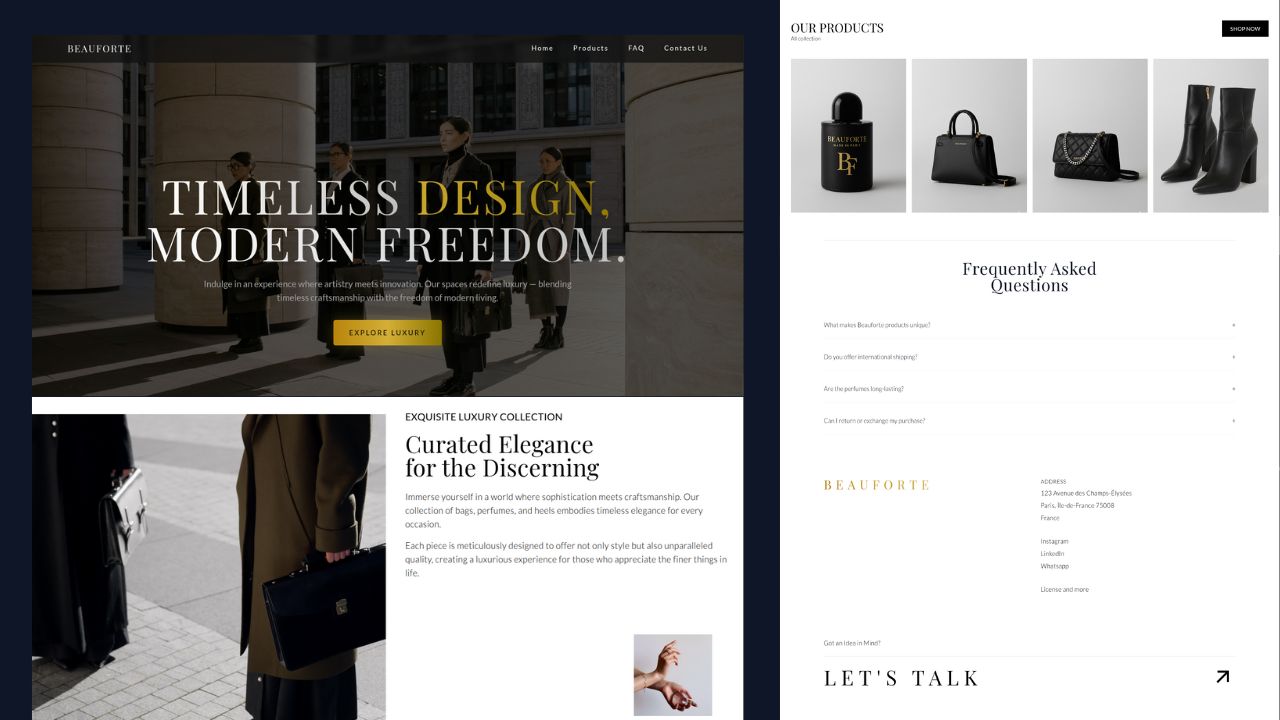 BEAUFORTE
Home
Products
FAQ
Contact Us
TIMELESS DESIGN,
MODERN FREEDOM.
Indulge in an experience where artistry meets innovation. Our spaces redefine luxury — blending
timeless craftsmanship with the freedom of modern living.
EXPLORE LUXURY
EXQUISITE LUXURY COLLECTION
Curated Elegance
for the Discerning
Immerse yourself in a world where sophistication meets craftsmanship. Our
collection of bags, perfumes, and heels embodies timeless elegance for every
occasion.
Each piece is meticulously designed to offer not only style but also unparalleled
quality, creating a luxurious experience for those who appreciate the finer things in
life.
OUR PRODUCTS
All collection
SHOP NOW
BEAUFORTE
MADE IN PARIS
BF
Frequently Asked
Questions
What makes Beauforte products unique?
+
Do you offer international shipping?
+
Are the perfumes long-lasting?
+
Can I return or exchange my purchase?
+
BEAUFORTE
ADDRESS
123 Avenue des Champs-Élysées
Paris, Île-de-France 75008
France
Instagram
LinkedIn
Whatsapp
License and more
Got an Idea in Mind?
LET'S TALK